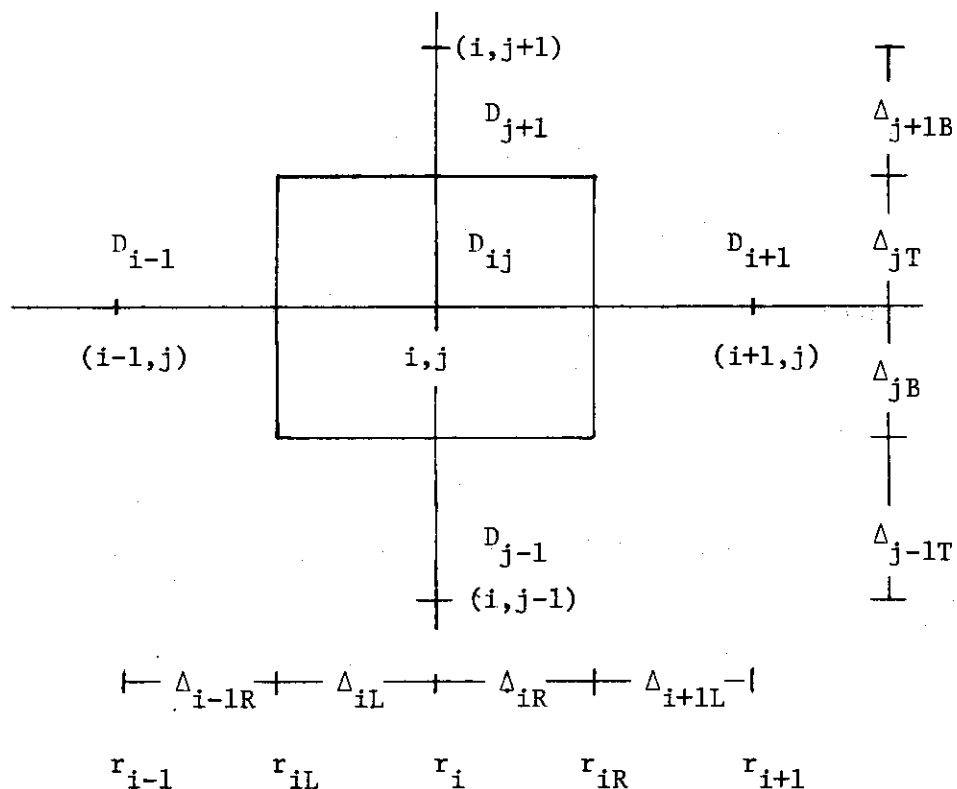 (i,j+1)
D_{j+1}
Δ_{j+1B}
D_{i-1}
D_{ij}
D_{i+1}
Δ_{jT}
(i-1,j)
i,j
(i+1,j)
Δ_{jB}
D_{j-1}
Δ_{j-1T}
(i,j-1)
Δ_{i-1R} Δ_{iL} Δ_{iR} Δ_{i+1L}
r_{i-1} r_{iL} r_i r_{iR} r_{i+1}